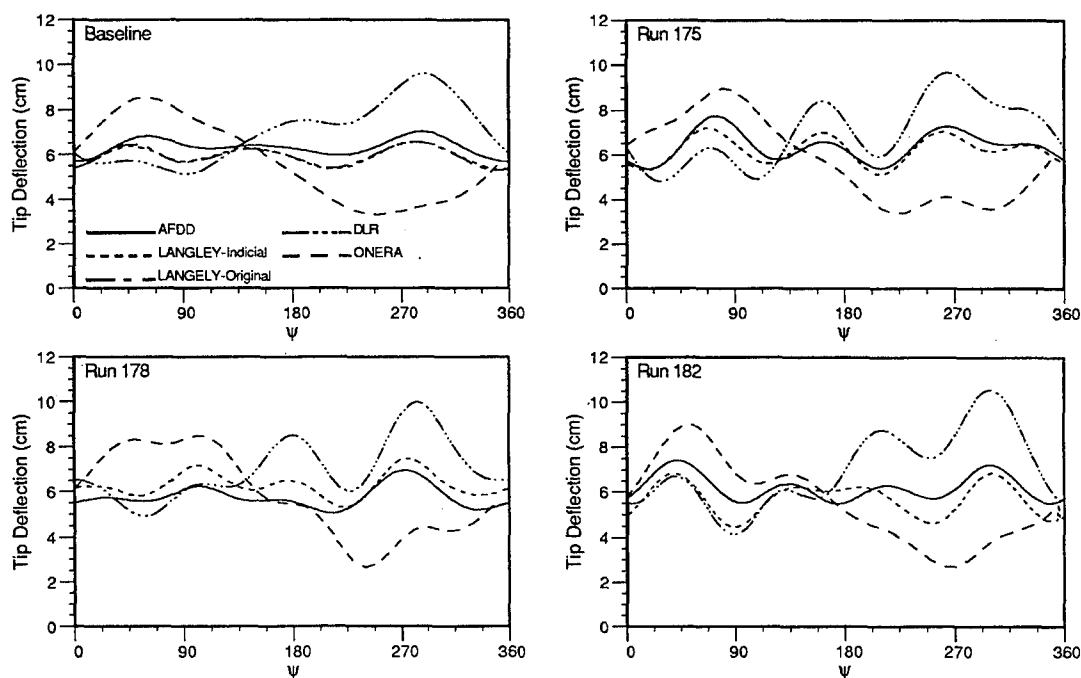 Baseline
12
10
8
6
4
2
0
Tip Deflection (cm)
AFDD
DLR
LANGLEY-Indicial
ONERA
LANGELY-Original
0 90 180 270 360
ψ
Run 175
12
10
8
6
4
2
0
Tip Deflection (cm)
0 90 180 270 360
ψ
Run 178
12
10
8
6
4
2
0
Tip Deflection (cm)
0 90 180 270 360
ψ
Run 182
12
10
8
6
4
2
0
Tip Deflection (cm)
0 90 180 270 360
ψ